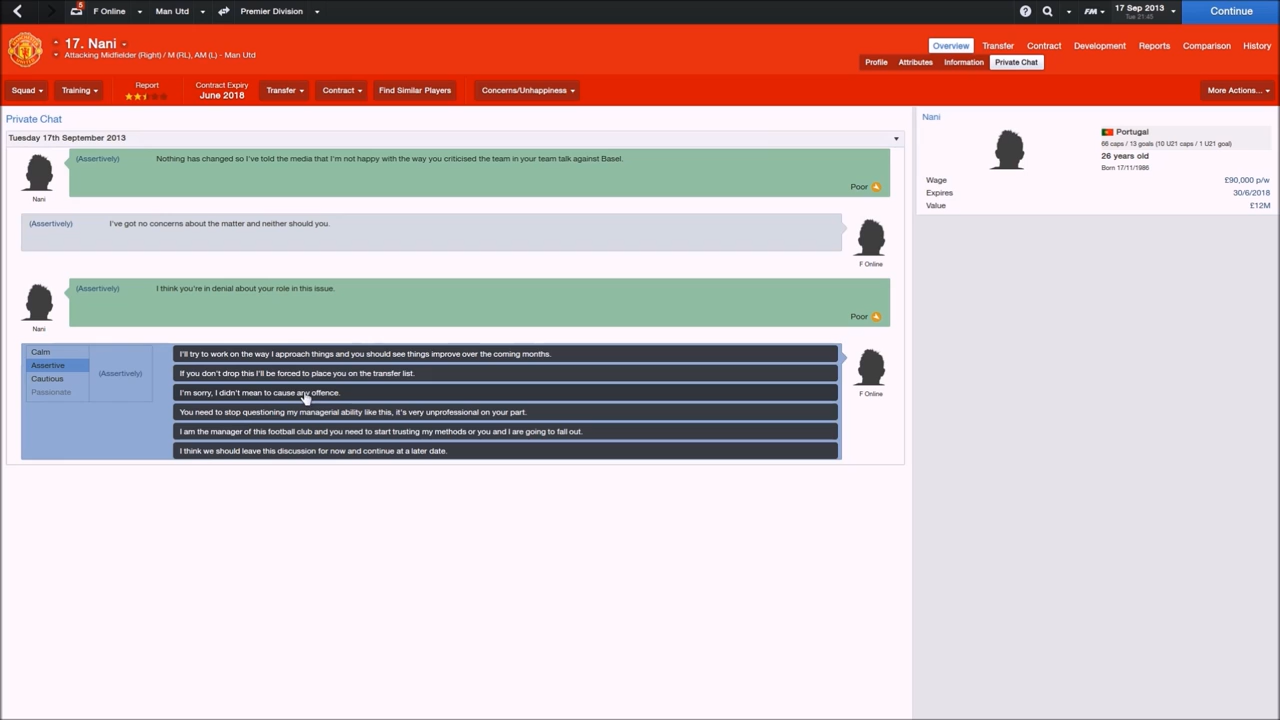 5
F Online
Man Utd
Premier Division
?
FM
17 Sep 2013
Tue 21:45
Continue
17. Nani
Attacking Midfielder (Right) / M (RL), AM (L) - Man Utd
Overview
Transfer
Contract
Development
Reports
Comparison
History
Profile
Attributes
Information
Private Chat
Squad
Training
Report
Contract Expiry
June 2018
Transfer
Contract
Find Similar Players
Concerns/Unhappiness
More Actions...
Private Chat
Tuesday 17th September 2013
(Assertively) Nothing has changed so I've told the media that I'm not happy with the way you criticised the team in your team talk against Basel.
Poor
Nani
(Assertively) I've got no concerns about the matter and neither should you.
F Online
(Assertively) I think you're in denial about your role in this issue.
Poor
Nani
Calm
Assertive
Cautious
Passionate
(Assertively)
I'll try to work on the way I approach things and you should see things improve over the coming months.
If you don't drop this I'll be forced to place you on the transfer list.
I'm sorry, I didn't mean to cause any offence.
You need to stop questioning my managerial ability like this, it's very unprofessional on your part.
I am the manager of this football club and you need to start trusting my methods or you and I are going to fall out.
I think we should leave this discussion for now and continue at a later date.
F Online
Nani
Portugal
66 caps / 13 goals (10 U21 caps / 1 U21 goal)
26 years old
Born 17/11/1986
Wage £90,000 p/w
Expires 30/6/2018
Value £12M